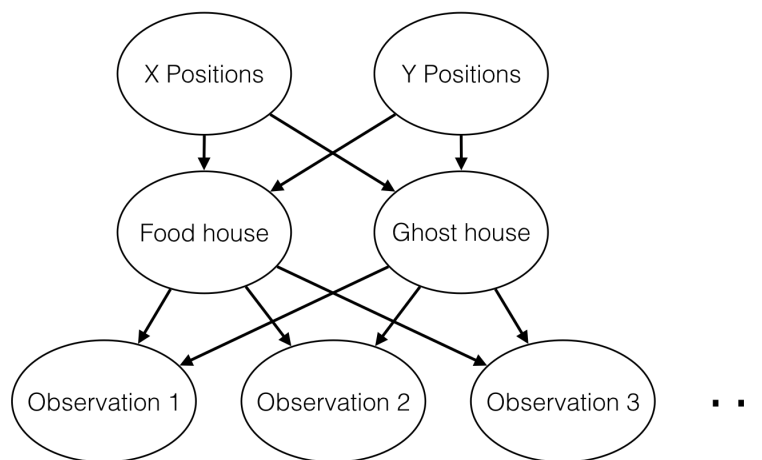 X Positions
Y Positions
Food house
Ghost house
Observation 1
Observation 2
Observation 3